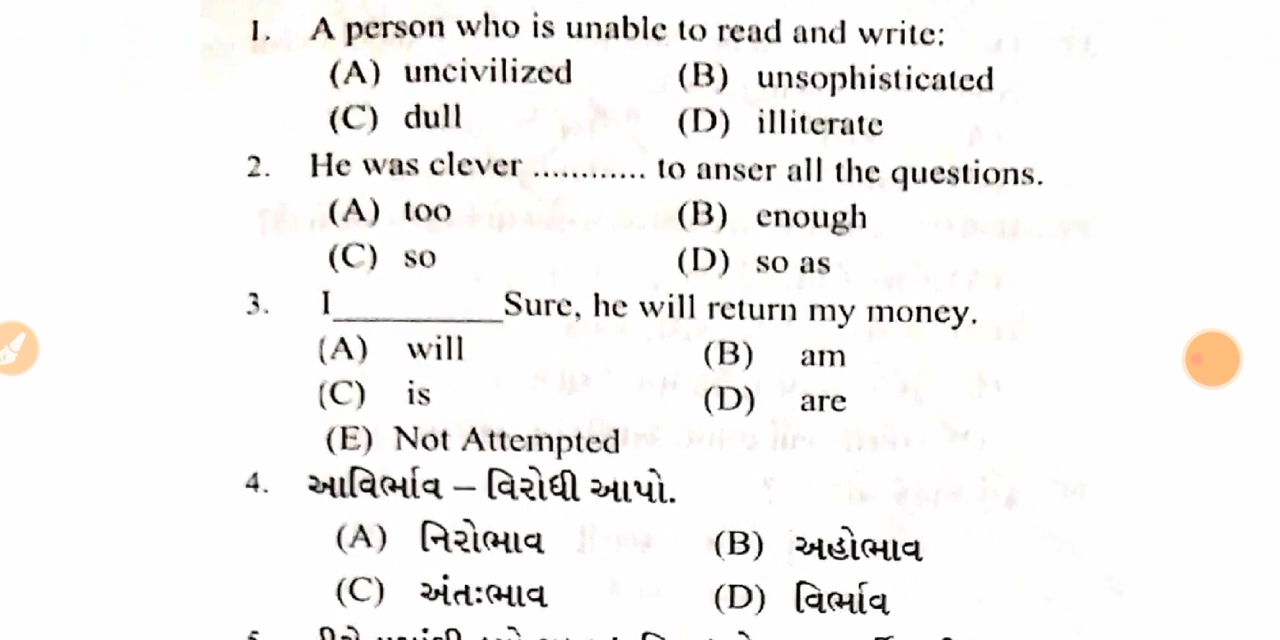 1. A person who is unable to read and write:
(A) uncivilized (B) unsophisticated
(C) dull (D) illiterate
2. He was clever ............ to anser all the questions.
(A) too (B) enough
(C) so (D) so as
3. I__________Sure, he will return my money.
(A) will (B) am
(C) is (D) are
(E) Not Attempted
4. આવિર્ભાવ – વિરોધી આપો.
(A) નિરોભાવ (B) અહોભાવ
(C) અંતઃભાવ (D) વિર્ભાવ